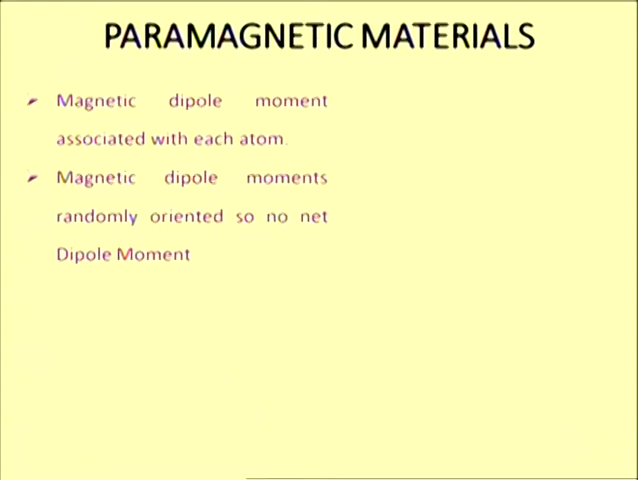 PARAMAGNETIC MATERIALS
Magnetic dipole moment
associated with each atom.
Magnetic dipole moments
randomly oriented so no net
Dipole Moment